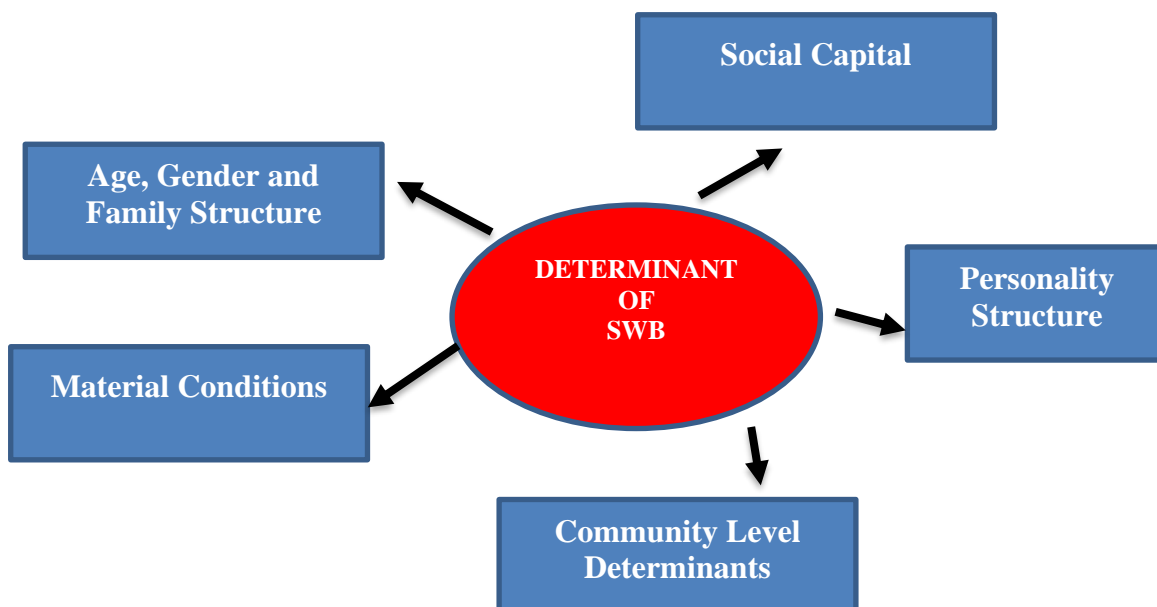 Social Capital
Age, Gender and
Family Structure
DETERMINANT
OF
SWB
Personality
Structure
Material Conditions
Community Level
Determinants